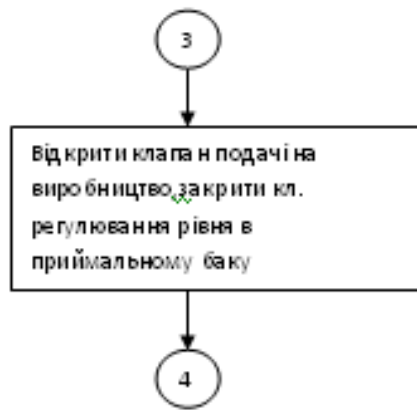 3
Відкрити клапан подачі на
виробництво,закрити кл.
регулювання рівня в
приймальному баку
4